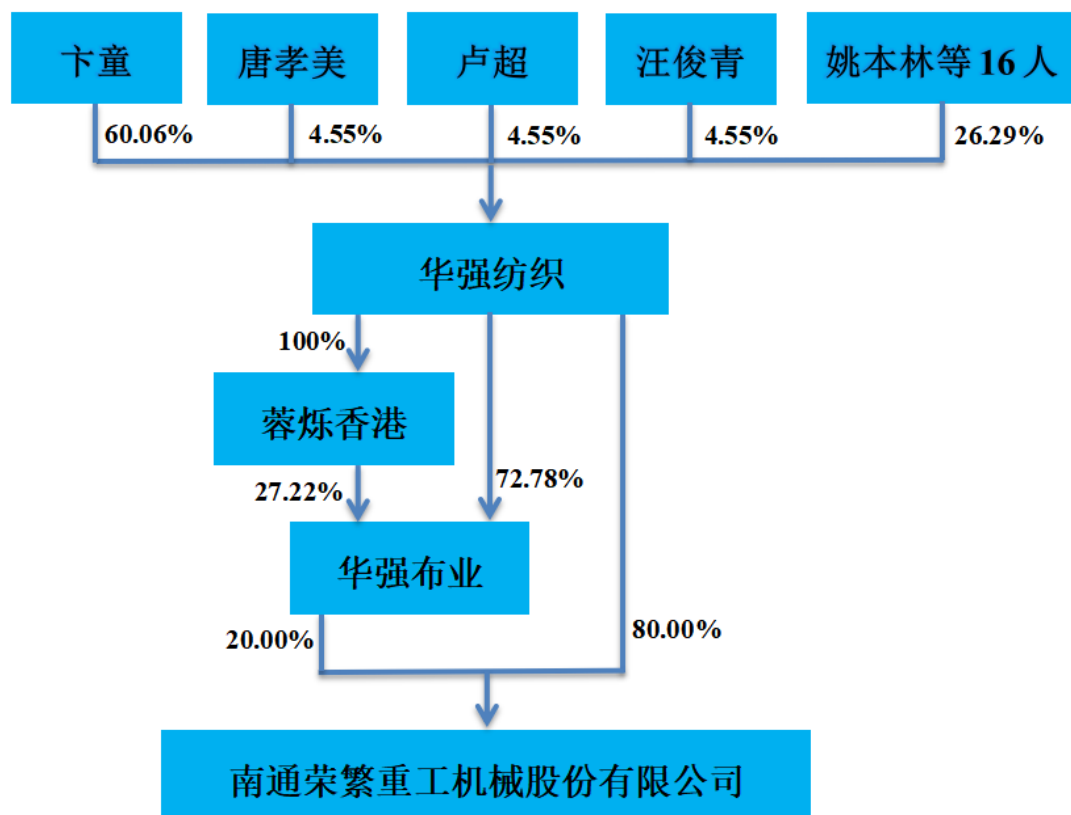 卞童
唐孝美
卢超
汪俊青
姚本林等 16 人
60.06%
4.55%
4.55%
4.55%
26.29%
华强纺织
100%
蓉烁香港
27.22%
72.78%
华强布业
20.00%
80.00%
南通荣繁重工机械股份有限公司